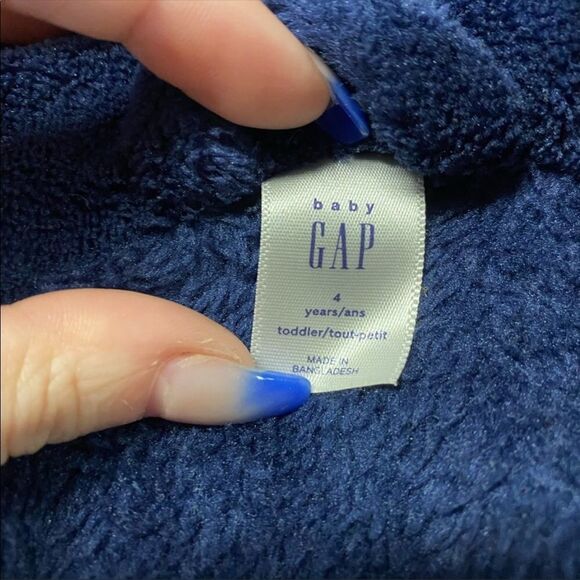 baby
GAP
4
years/ans
toddler/tout-petit
MADE IN
BANGLADESH